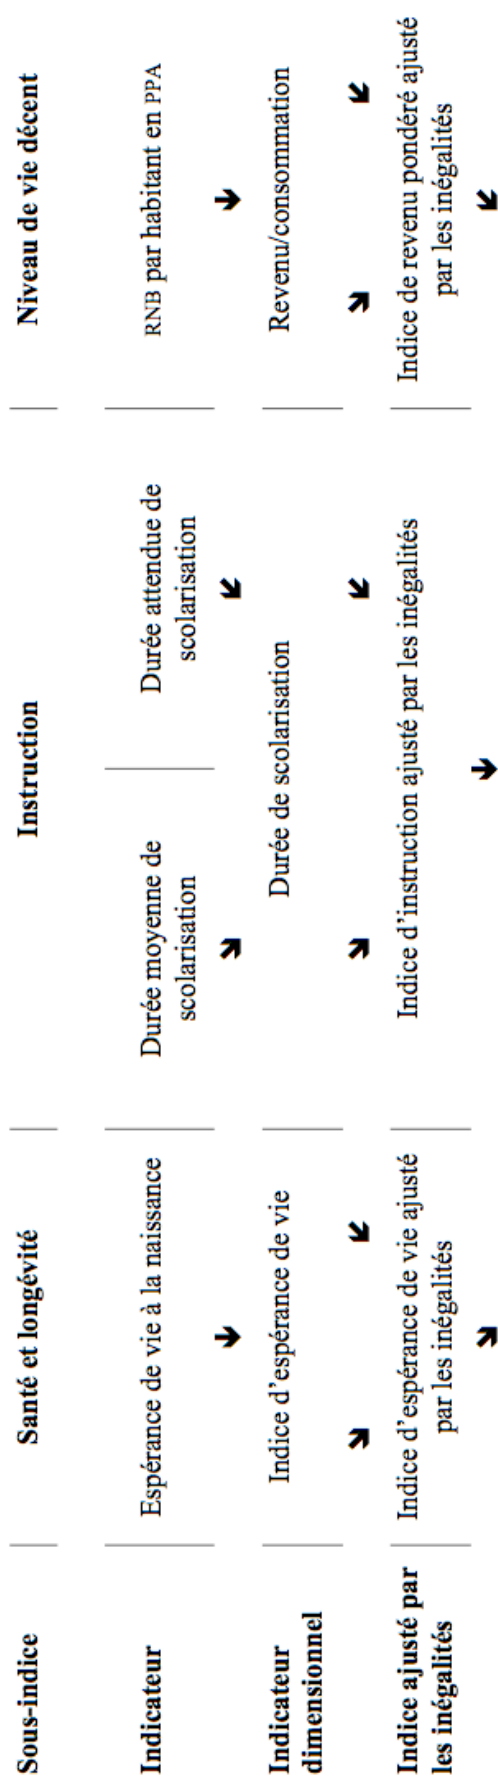 Sous-indice
Santé et longévité
Instruction
Niveau de vie décent
Indicateur
Espérance de vie à la naissance
Durée moyenne de
scolarisation
Durée attendue de
scolarisation
RNB par habitant en PPA
Indicateur
dimensionnel
Indice d'espérance de vie
Durée de scolarisation
Revenu/consommation
Indice ajusté par
les inégalités
Indice d'espérance de vie ajusté
par les inégalités
Indice d'instruction ajusté par les inégalités
Indice de revenu pondéré ajusté
par les inégalités